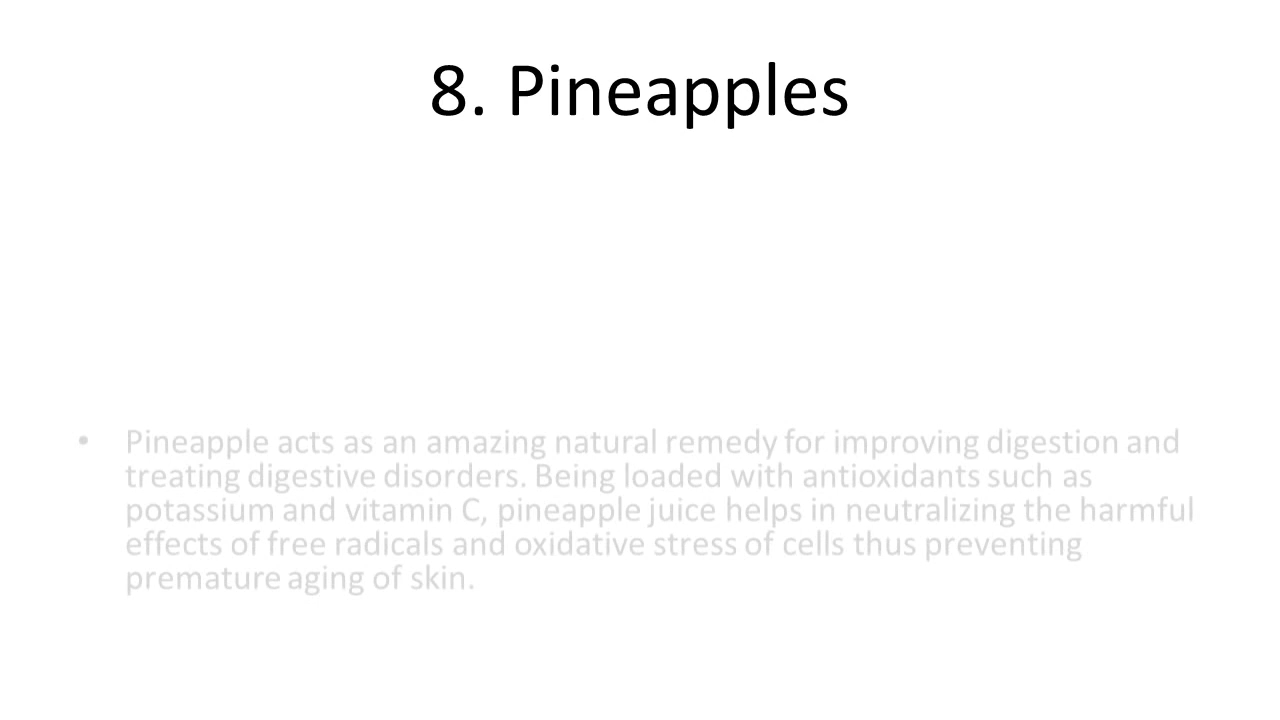 8. Pineapples
• Pineapple acts as an amazing natural remedy for improving digestion and
treating digestive disorders. Being loaded with antioxidants such as
potassium and vitamin C, pineapple juice helps in neutralizing the harmful
effects of free radicals and oxidative stress of cells thus preventing
premature aging of skin.